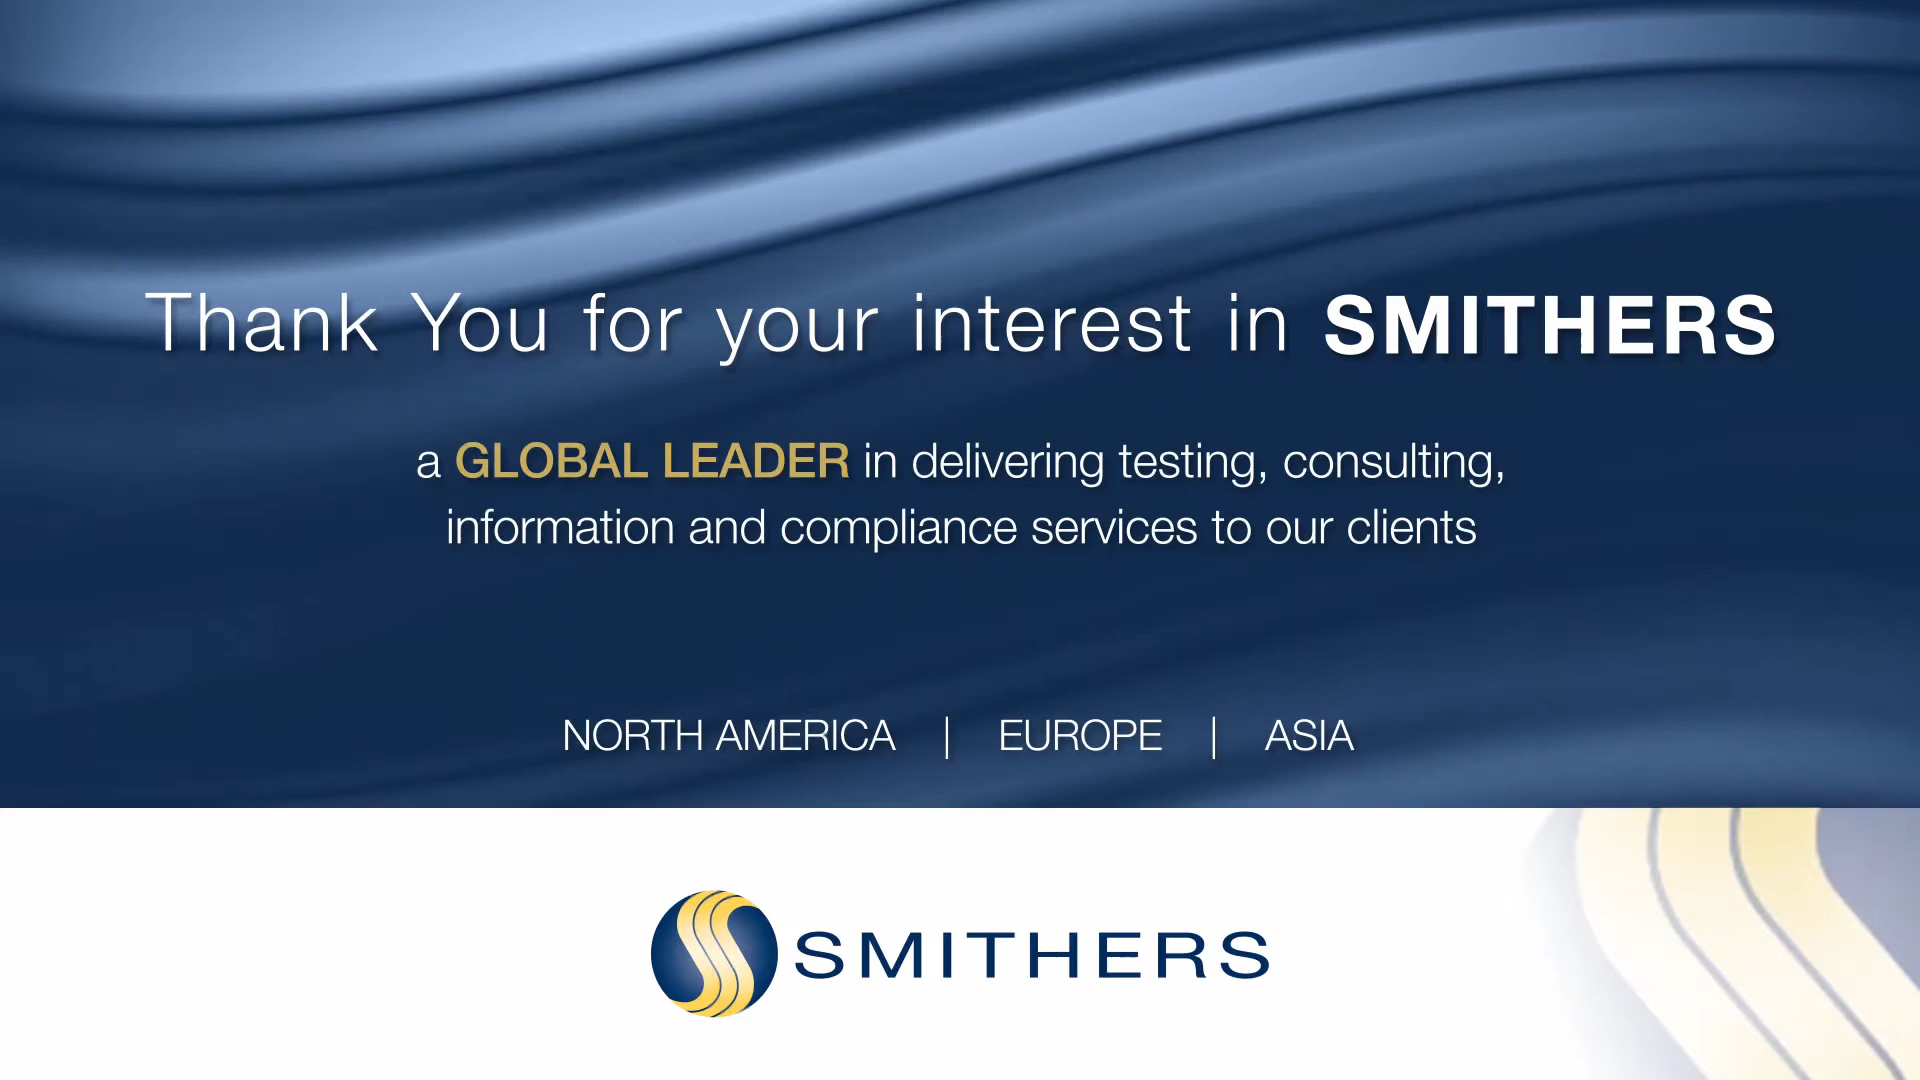 Thank You for your interest in SMITHERS
a GLOBAL LEADER in delivering testing, consulting,
information and compliance services to our clients
NORTH AMERICA | EUROPE | ASIA
SMITHERS